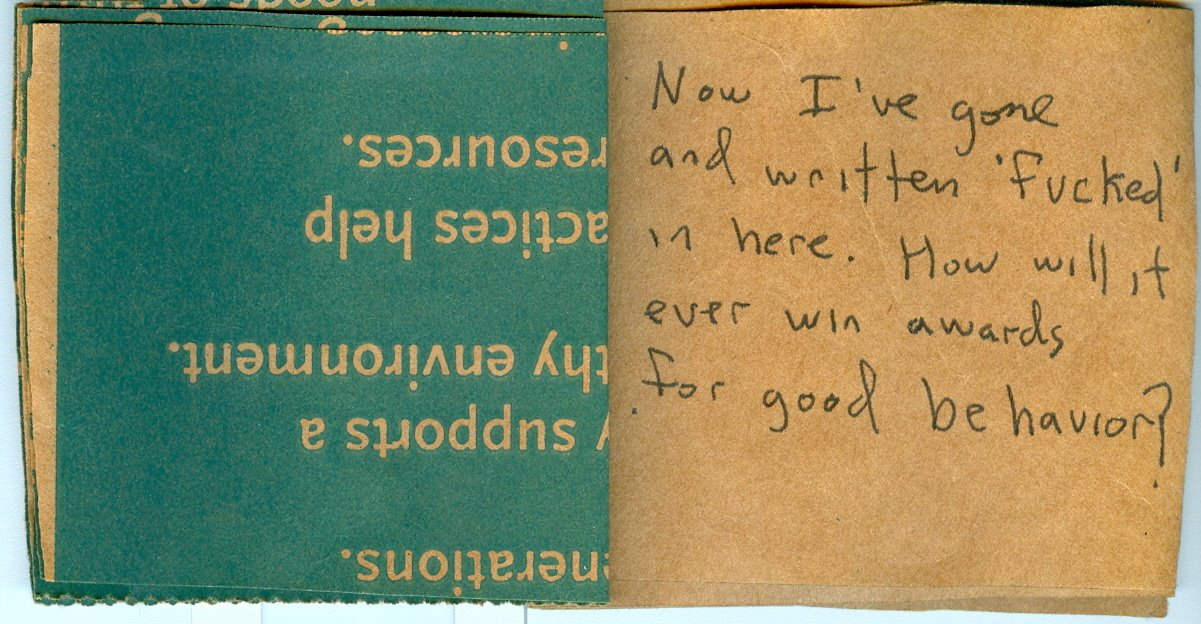 nerations.
supports a
thy environment.
actices help
resources.
Now I've gone
and written 'fucked'
in here. How will it
ever win awards
for good behavior?